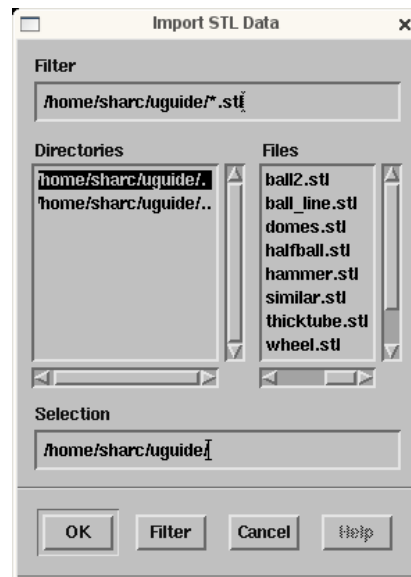 Import STL Data
Filter
/home/sharc/uguide/*.stl
Directories
/home/sharc/uguide/.
/home/sharc/uguide/..
Files
ball2.stl
ball_line.stl
domes.stl
halfball.stl
hammer.stl
similar.stl
thicktube.stl
wheel.stl
Selection
/home/sharc/uguide/
OK
Filter
Cancel
Help